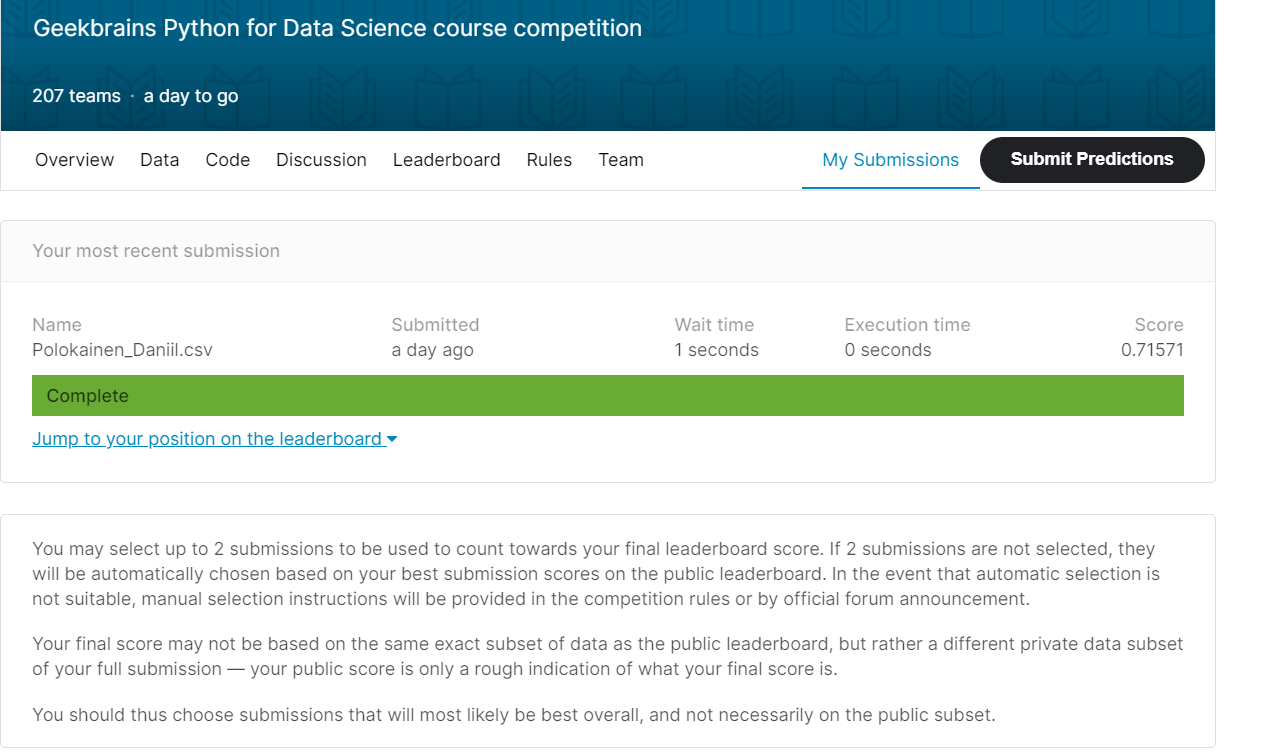 Geekbrains Python for Data Science course competition
207 teams · a day to go
Overview Data Code Discussion Leaderboard Rules Team My Submissions Submit Predictions
Your most recent submission
Name Submitted Wait time Execution time Score
Polokainen_Daniil.csv a day ago 1 seconds 0 seconds 0.71571
Complete
Jump to your position on the leaderboard
You may select up to 2 submissions to be used to count towards your final leaderboard score. If 2 submissions are not selected, they
will be automatically chosen based on your best submission scores on the public leaderboard. In the event that automatic selection is
not suitable, manual selection instructions will be provided in the competition rules or by official forum announcement.
Your final score may not be based on the same exact subset of data as the public leaderboard, but rather a different private data subset
of your full submission — your public score is only a rough indication of what your final score is.
You should thus choose submissions that will most likely be best overall, and not necessarily on the public subset.